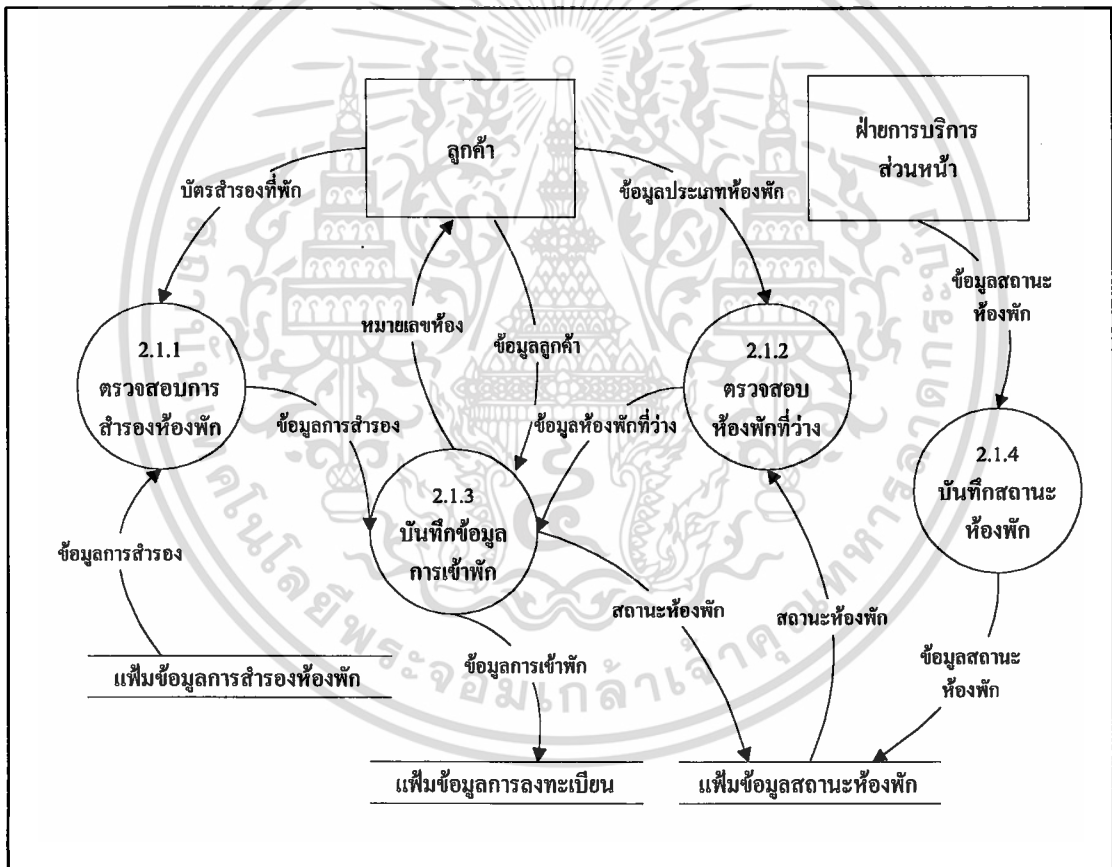 ลูกค้า
ฝ่ายการบริการ
ส่วนหน้า
บัตรสำรองที่พัก
ข้อมูลประเภทห้องพัก
ข้อมูลสถานะ
ห้องพัก
หมายเลขห้อง
ข้อมูลลูกค้า
2.1.1
ตรวจสอบการ
สำรองห้องพัก
2.1.2
ตรวจสอบ
ห้องพักที่ว่าง
ข้อมูลการสำรอง
ข้อมูลห้องพักที่ว่าง
2.1.4
บันทึกสถานะ
ห้องพัก
2.1.3
บันทึกข้อมูล
การเข้าพัก
ข้อมูลการสำรอง
สถานะห้องพัก
สถานะห้องพัก
ข้อมูลการเข้าพัก
ข้อมูลสถานะ
ห้องพัก
แฟ้มข้อมูลการสำรองห้องพัก
แฟ้มข้อมูลการลงทะเบียน
แฟ้มข้อมูลสถานะห้องพัก